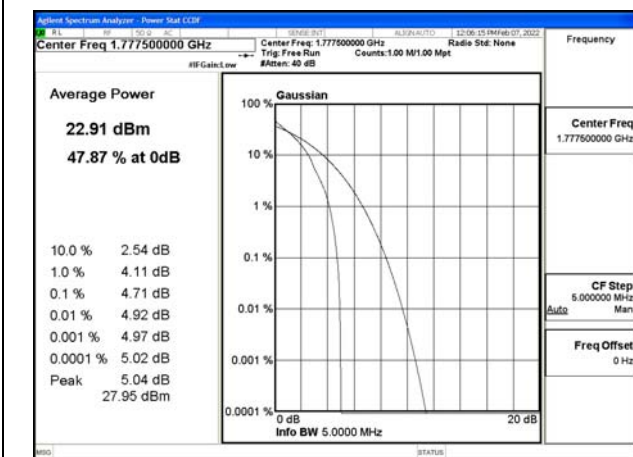 Agilent Spectrum Analyzer - Power Stat CCDF
RL RF 50 Ω AC SENSE:INT ALIGN AUTO 12:06:15 PM Feb 07, 2022
Center Freq 1.777500000 GHz
Center Freq: 1.777500000 GHz Radio Std: None
Trig: Free Run Counts:1.00 M/1.00 Mpt
#IFGain:Low #Atten: 40 dB
Frequency
Average Power
22.91 dBm
47.87 % at 0dB
10.0 % 2.54 dB
1.0 % 4.11 dB
0.1 % 4.71 dB
0.01 % 4.92 dB
0.001 % 4.97 dB
0.0001 % 5.02 dB
Peak 5.04 dB
27.95 dBm
Gaussian
100 %
10 %
1 %
0.1 %
0.01 %
0.001 %
0.0001 %
0 dB 20 dB
Info BW 5.0000 MHz
Center Freq
1.777500000 GHz
CF Step
5.000000 MHz
Auto Man
Freq Offset
0 Hz
MSG STATUS